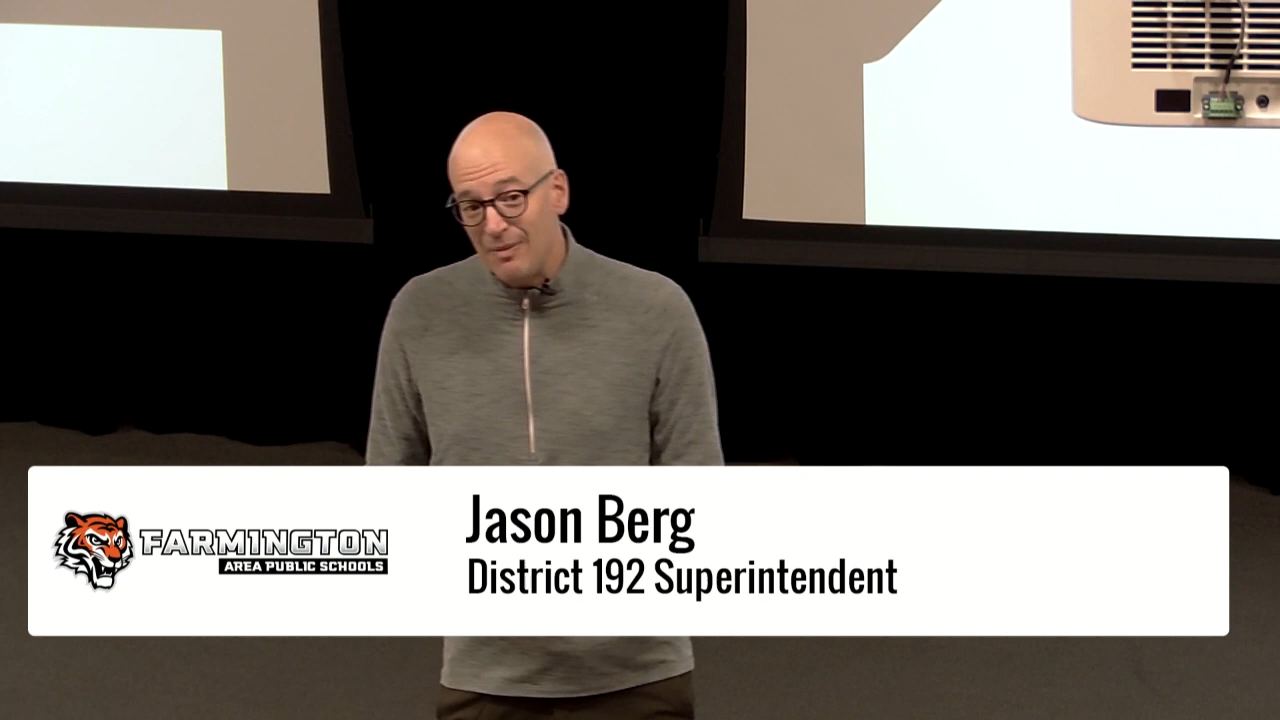 FARMINGTON
AREA PUBLIC SCHOOLS
Jason Berg
District 192 Superintendent